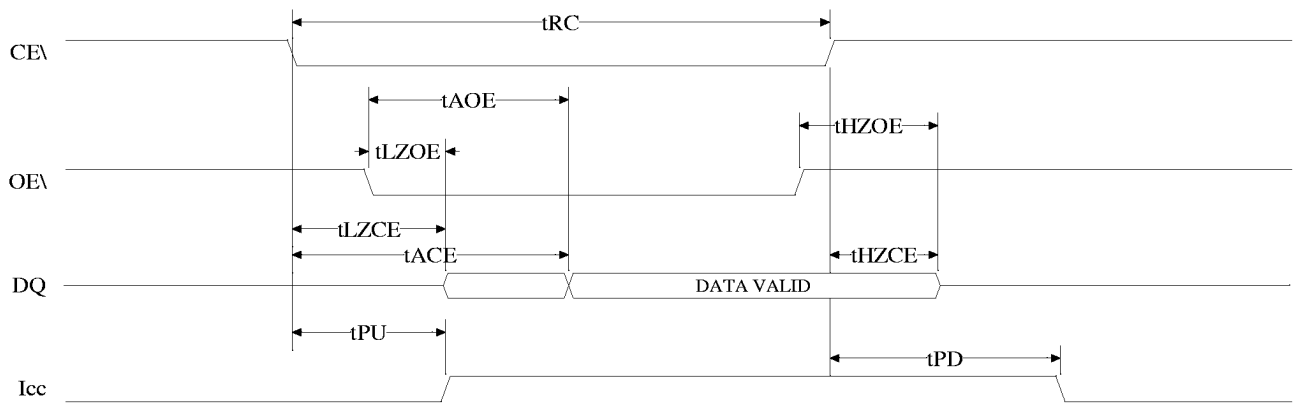 tRC
CE\
tAOE
tHZOE
tLZOE
OE\
tLZCE
tACE
tHZCE
DQ
DATA VALID
tPU
tPD
Icc